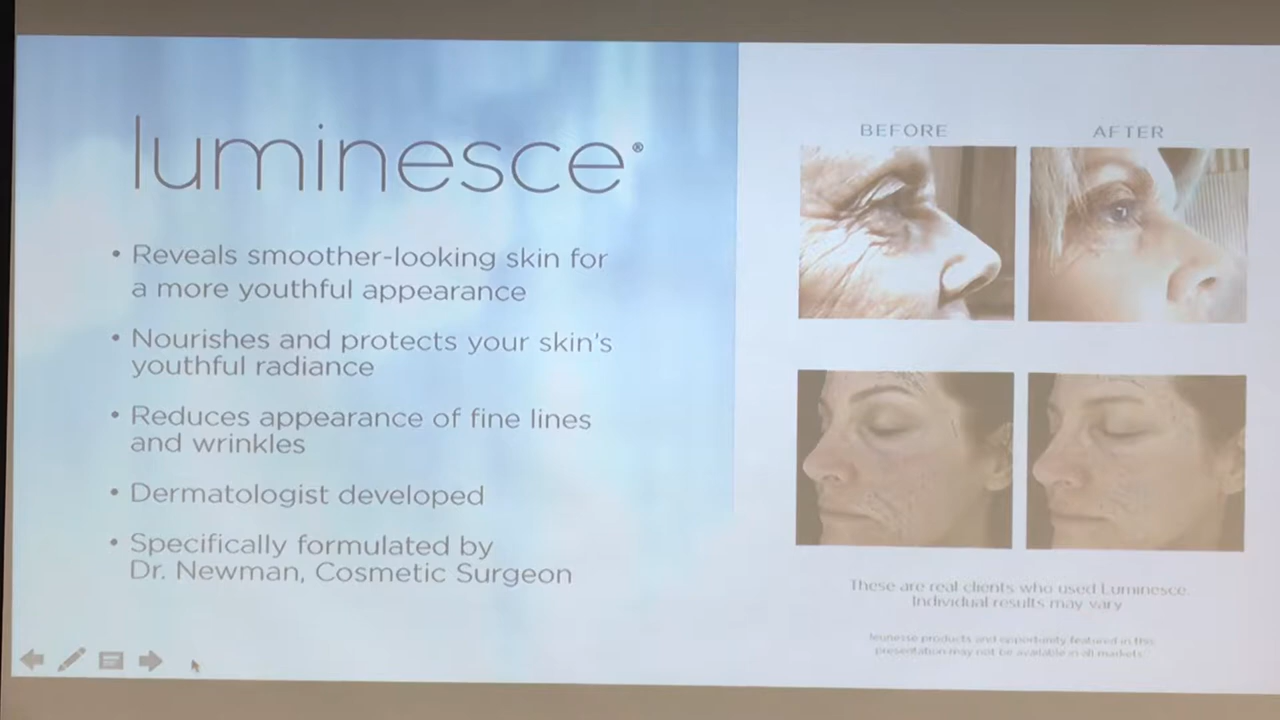 luminesce®
• Reveals smoother-looking skin for
a more youthful appearance
• Nourishes and protects your skin's
youthful radiance
• Reduces appearance of fine lines
and wrinkles
• Dermatologist developed
• Specifically formulated by
Dr. Newman, Cosmetic Surgeon
BEFORE AFTER
These are real clients who used Luminesce.
Individual results may vary
Jeunesse products and opportunity featured in this
presentation may not be available in all markets.